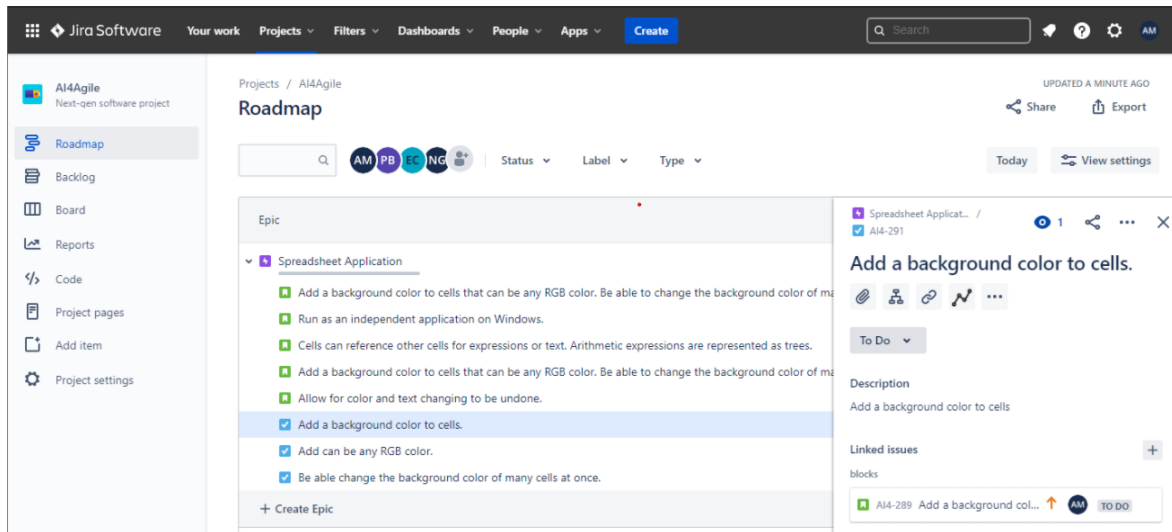 Jira Software Your work Projects Filters Dashboards People Apps Create Search AM
AI4Agile
Next-gen software project
Roadmap
Backlog
Board
Reports
Code
Project pages
Add item
Project settings
Projects / AI4Agile
UPDATED A MINUTE AGO
Roadmap
Share Export
AM PB EC NG Status Label Type Today View settings
Epic
Spreadsheet Application
Add a background color to cells that can be any RGB color. Be able to change the background color of ma
Run as an independent application on Windows.
Cells can reference other cells for expressions or text. Arithmetic expressions are represented as trees.
Add a background color to cells that can be any RGB color. Be able to change the background color of ma
Allow for color and text changing to be undone.
Add a background color to cells.
Add can be any RGB color.
Be able change the background color of many cells at once.
+ Create Epic
Spreadsheet Applicat... /
AI4-291
1
Add a background color to cells.
To Do
Description
Add a background color to cells
Linked issues
blocks
AI4-289 Add a background col... AM TO DO